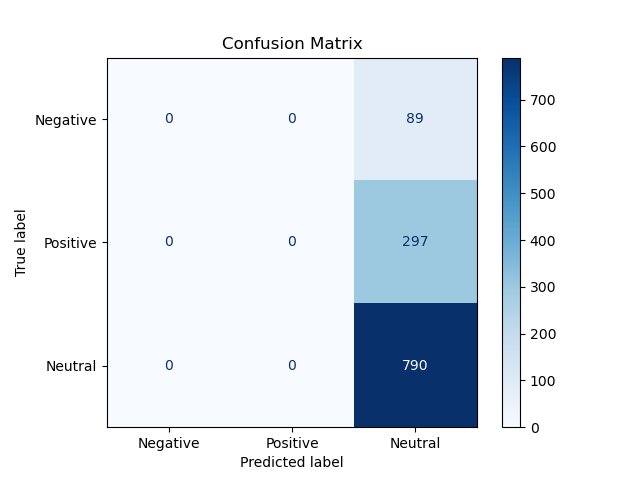 Confusion Matrix
Negative 0 0 89
Positive 0 0 297
Neutral 0 0 790
Negative Positive Neutral
Predicted label
True label
700
600
500
400
300
200
100
0